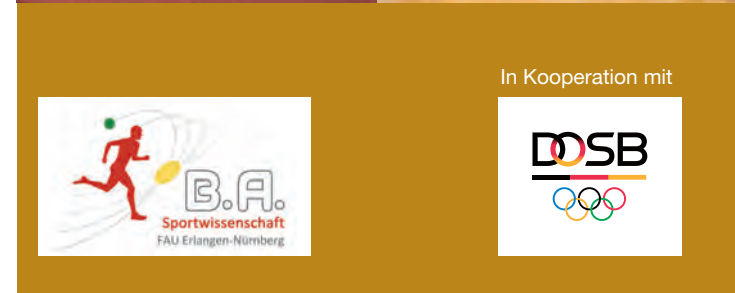 In Kooperation mit
B.A.
Sportwissenschaft
FAU Erlangen-Nürnberg
DOSB